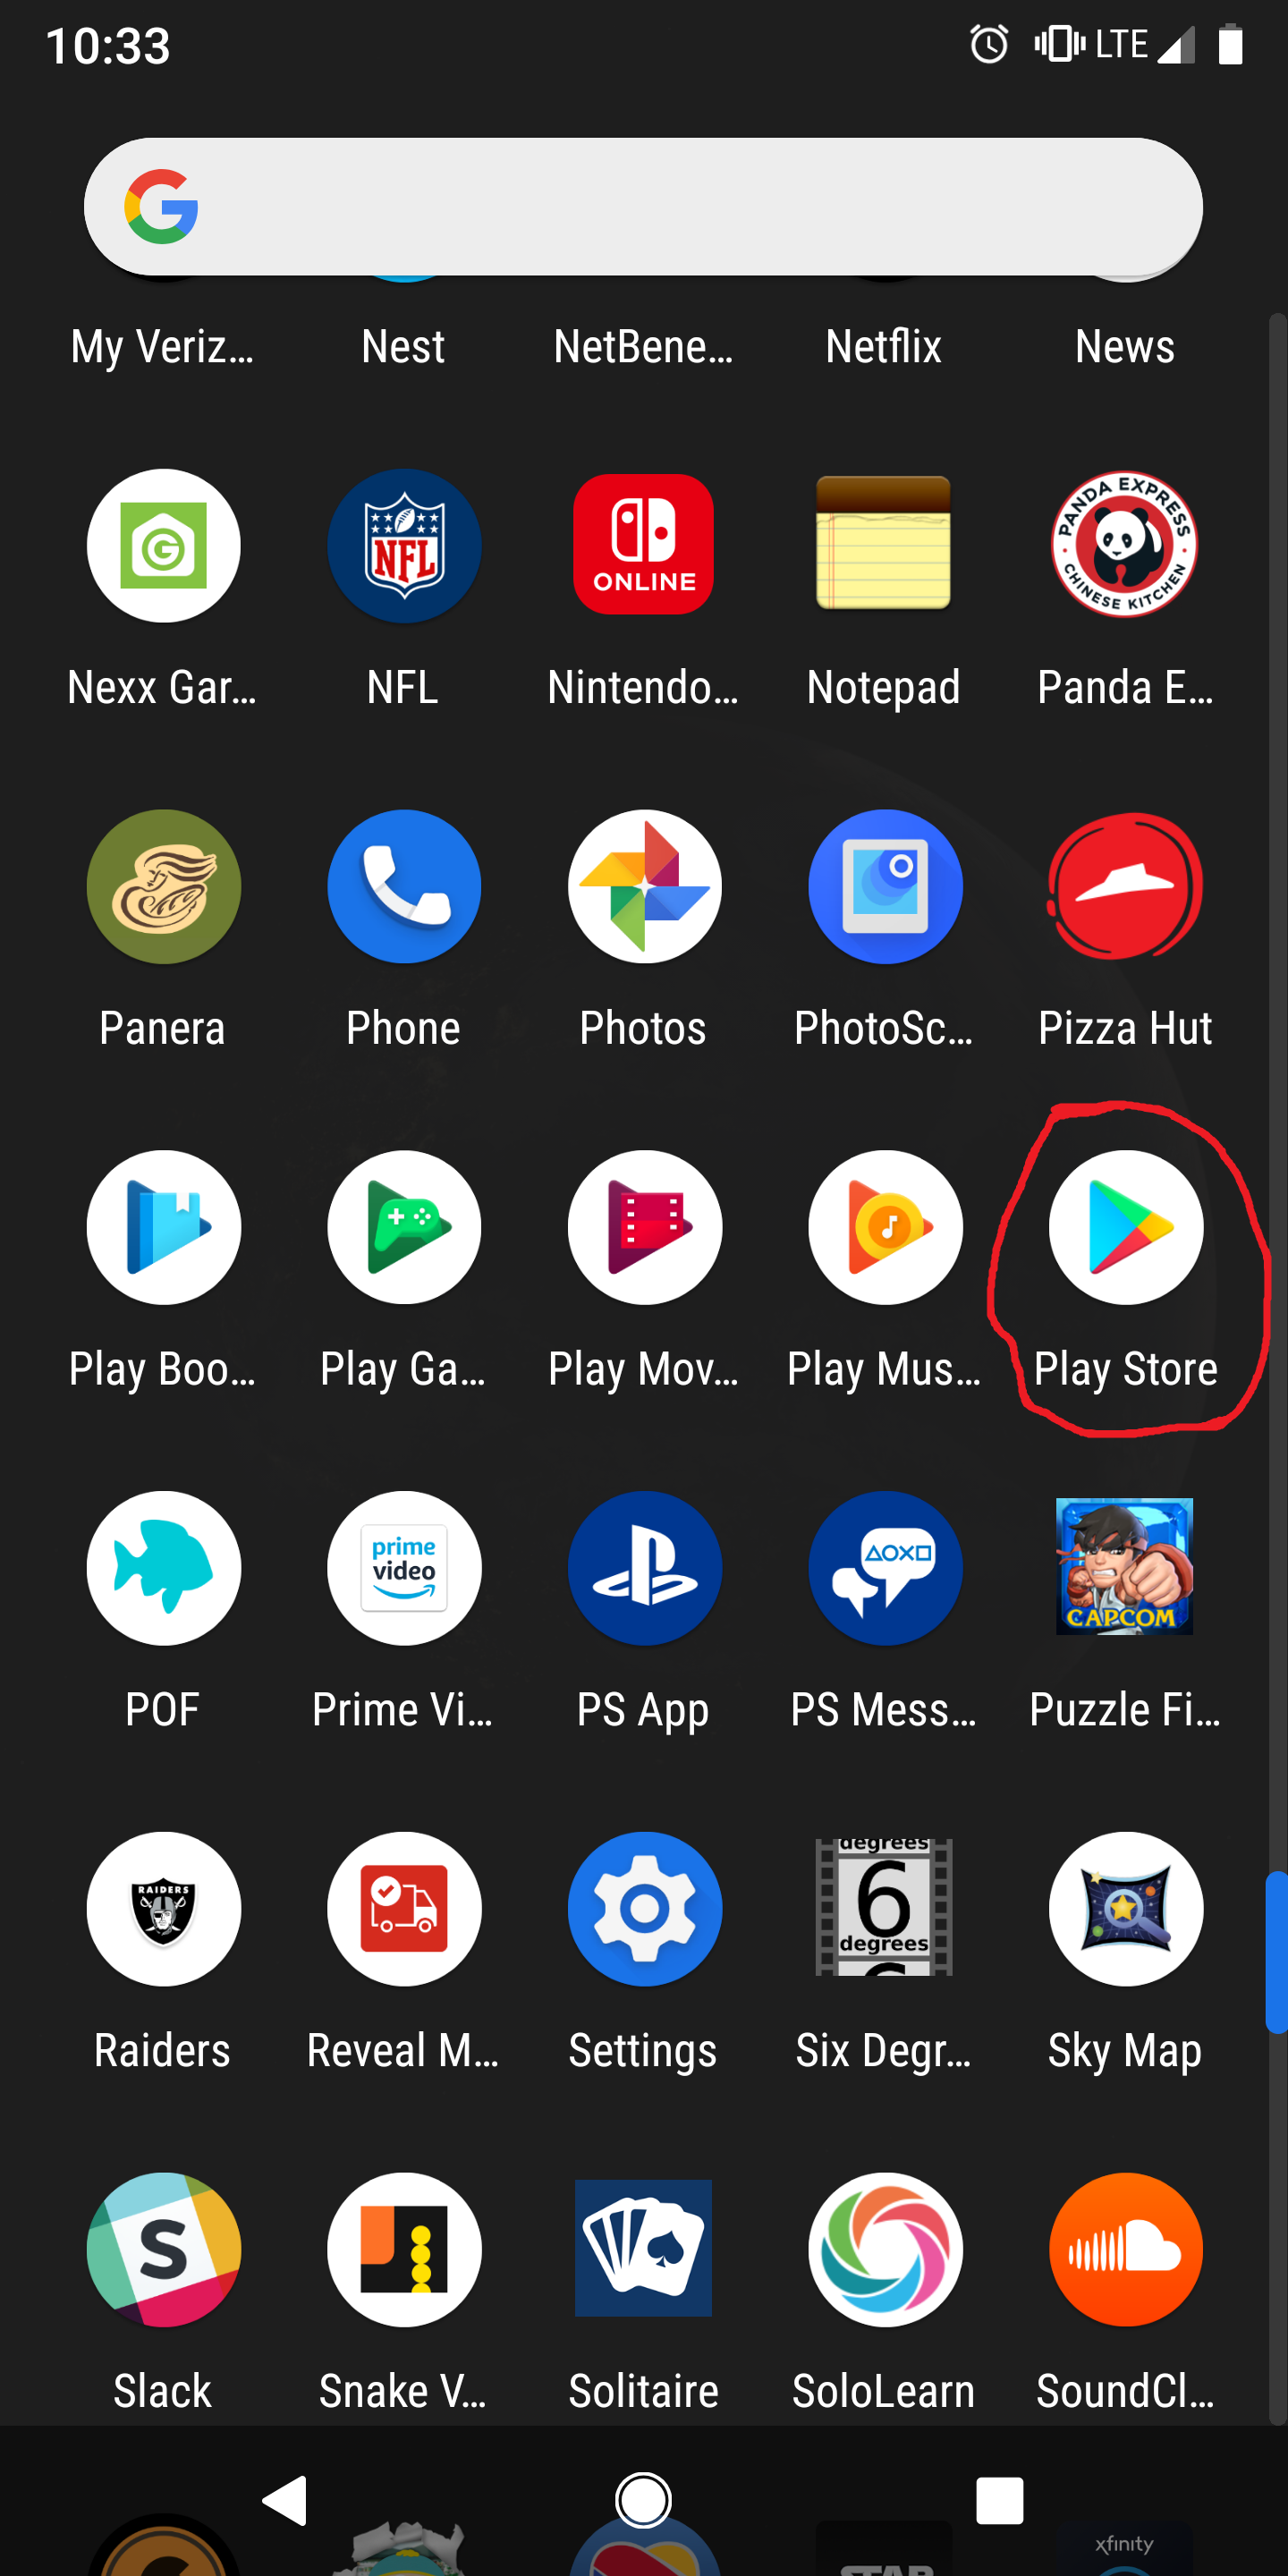 10:33 LTE
My Veriz... Nest NetBene... Netflix News
NFL ONLINE PANDA EXPRESS CHINESE KITCHEN
Nexx Gar... NFL Nintendo... Notepad Panda E...
Panera Phone Photos PhotoSc... Pizza Hut
Play Boo... Play Ga... Play Mov... Play Mus... Play Store
prime video CAPCOM
POF Prime Vi... PS App PS Mess... Puzzle Fi...
RAIDERS degrees 6 degrees
Raiders Reveal M... Settings Six Degr... Sky Map
S
Slack Snake V... Solitaire SoloLearn SoundCl...
xfinity
STAR